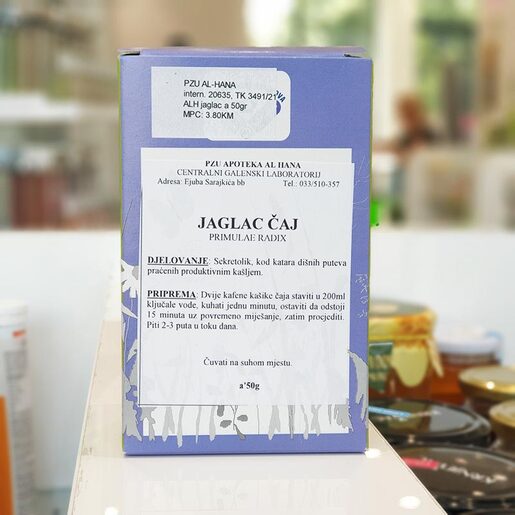 PZU AL-HANA
intern. 20635, TK 3491/21
ALH jaglac a 50gr
MPC: 3.80KM
PZU APOTEKA AL HANA
CENTRALNI GALENSKI LABORATORIJ
Adresa: Ejuba Sarajkića bb Tel.: 033/510-357
JAGLAC ČAJ
PRIMULAE RADIX
DJELOVANJE: Sekretolik, kod katara dišnih puteva
praćenih produktivnim kašljem.
PRIPREMA: Dvije kafene kašike čaja staviti u 200ml
ključale vode, kuhati jednu minutu, ostaviti da odstoji
15 minuta uz povremeno miješanje, zatim procjediti.
Piti 2-3 puta u toku dana.
Čuvati na suhom mjestu.
a'50g